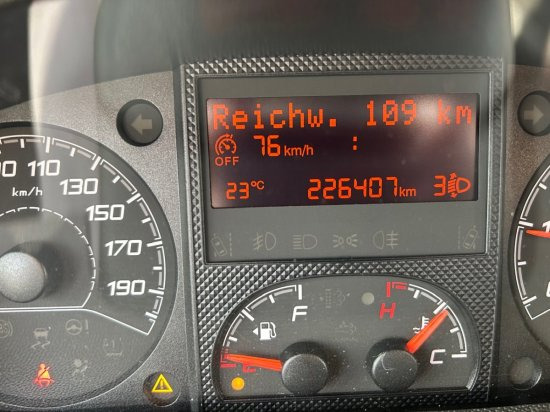 Reichw. 109 km
OFF 76 km/h :
23°C 226407 km 3
110
130
150
170
190
km/h
F
H
C